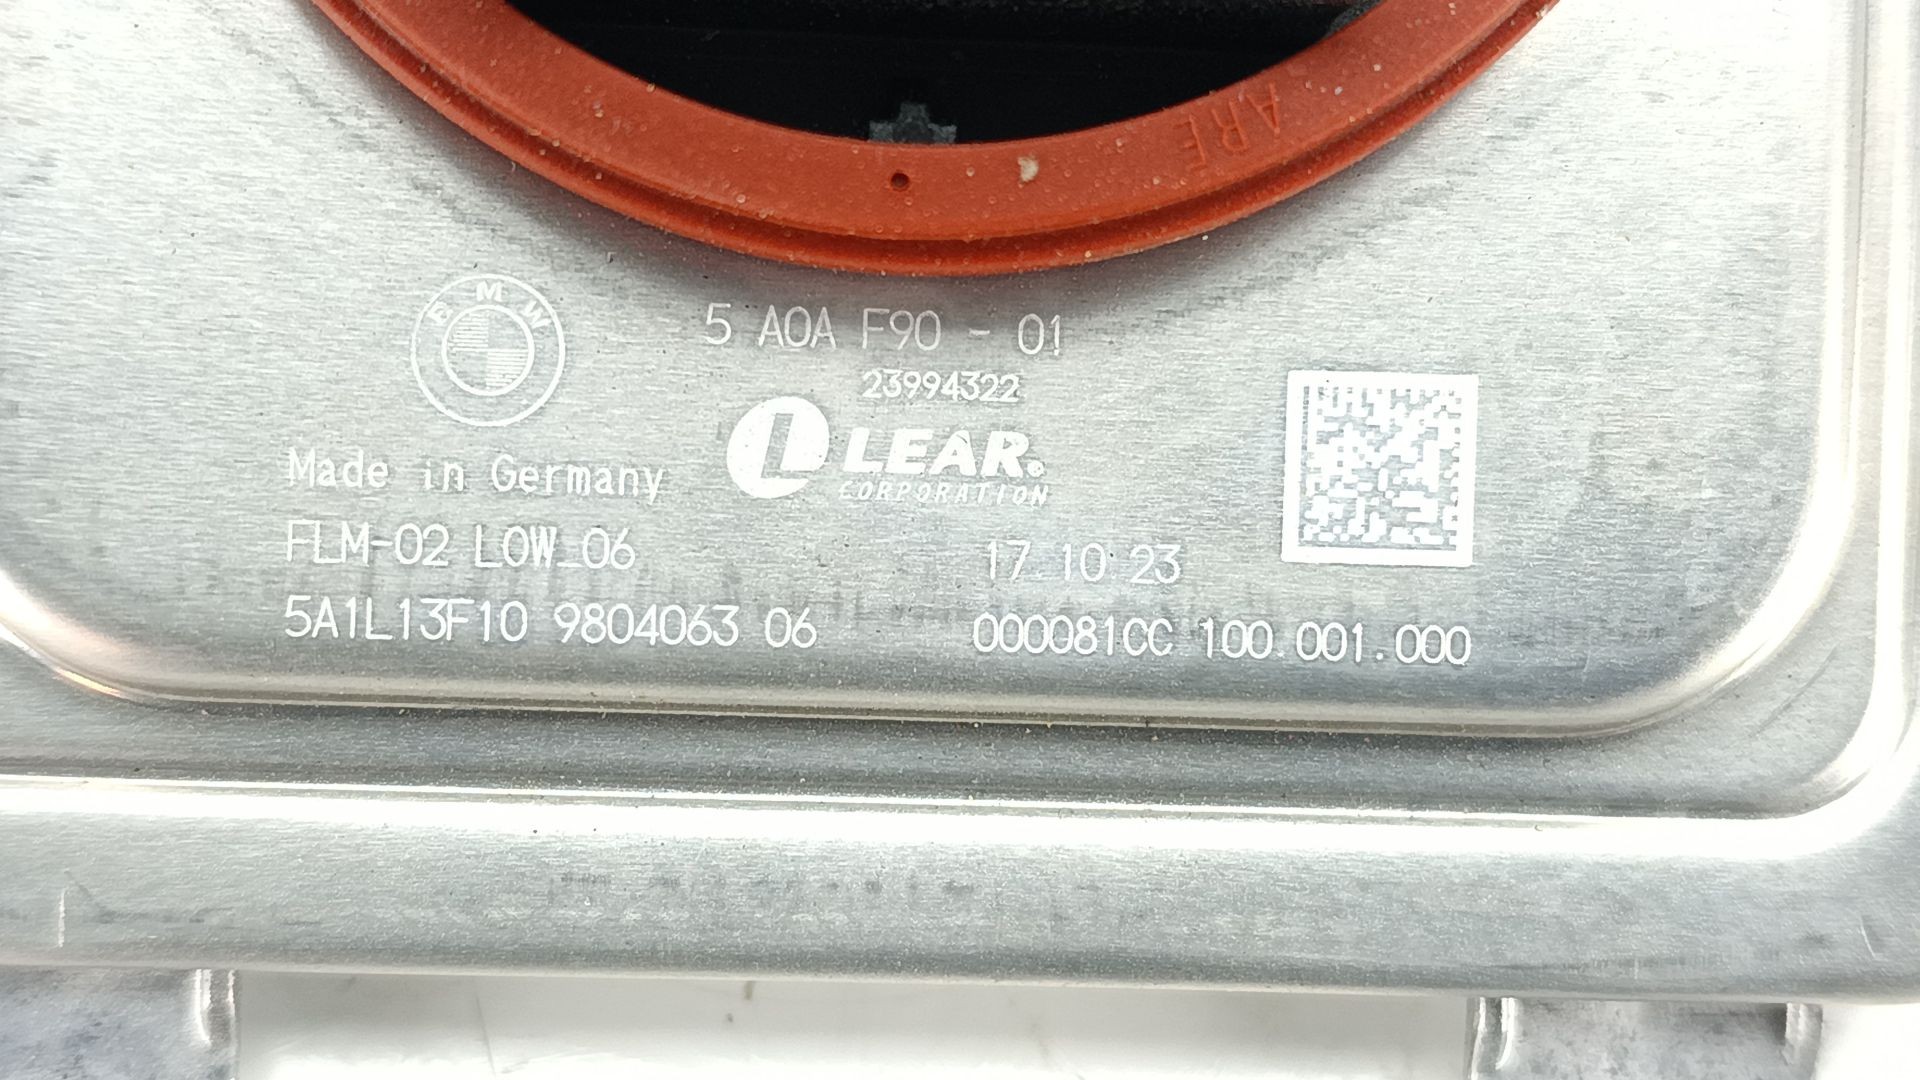 ARE
BMW
5 A0A F90 - 01
23994322
LEAR®
CORPORATION
Made in Germany
FLM-02 LOW_06
17.10.23
5A1L13F10 9804063 06
000081CC 100.001.000